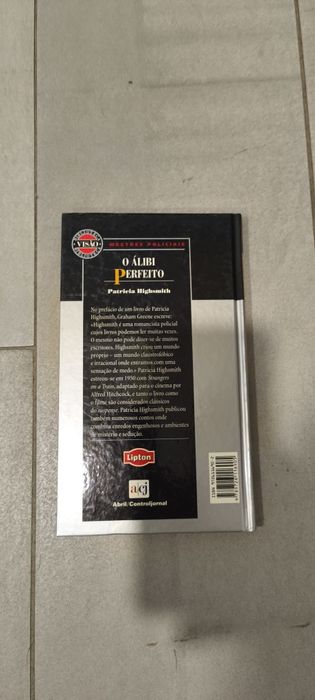 BIBLIOTECA
VISÃO
MESTRES POLICIAIS
O ÁLIBI
PERFEITO
Patricia Highsmith
No prefácio de um livro de Patricia
Highsmith, Graham Greene escreve:
«Highsmith é uma romancista policial
cujos livros podemos ler muitas vezes.
O mesmo não pode dizer-se de muitos
escritores. Highsmith criou um mundo
próprio – um mundo claustrofóbico
e irracional onde entramos com uma
sensação de medo.» Patricia Highsmith
estreou-se em 1950 com Strangers
on a Train, adaptado para o cinema por
Alfred Hitchcock, e tanto o livro como
o filme são considerados clássicos
do suspense. Patricia Highsmith publicou
também numerosos contos onde
combina enredos engenhosos e ambientes
de mistério e sedução.
Lipton
acj
Abril/Controljornal